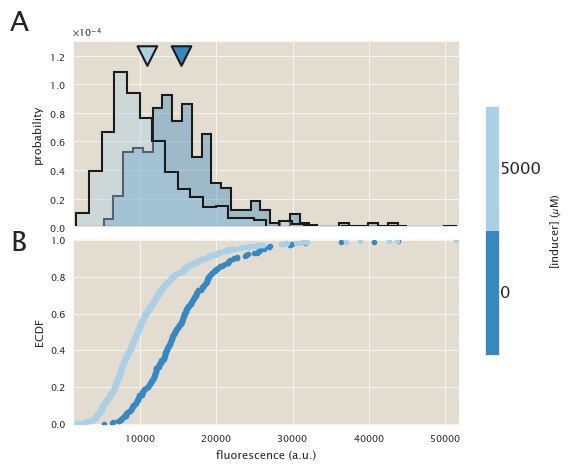 A
×10⁻⁴
1.2
1.0
0.8
0.6
0.4
0.2
0.0
probability
B
1.0
0.8
0.6
0.4
0.2
0.0
ECDF
10000 20000 30000 40000 50000
fluorescence (a.u.)
5000
0
[inducer] (μM)